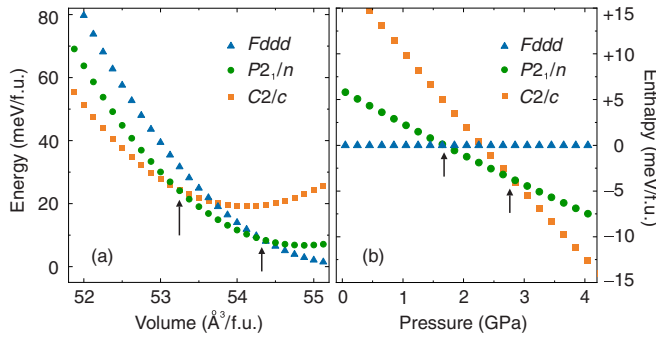 80
60
40
20
0
Energy (meV/f.u.)
Fddd
P2₁/n
C2/c
(a)
52
53
54
55
Volume (Å³/f.u.)
Fddd
P2₁/n
C2/c
(b)
0
1
2
3
4
Pressure (GPa)
+15
+10
+5
0
−5
−10
−15
Enthalpy (meV/f.u.)